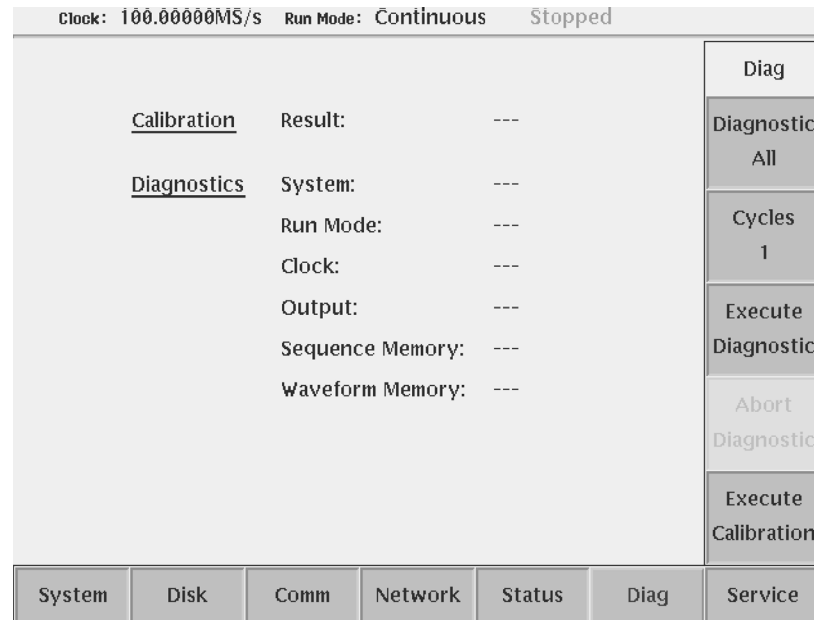 Clock: 100.00000MS/s Run Mode: Continuous Stopped
Diag
Calibration Result: ---
Diagnostic
All
Diagnostics System: ---
Run Mode: ---
Cycles
1
Clock: ---
Output: ---
Execute
Diagnostic
Sequence Memory: ---
Waveform Memory: ---
Abort
Diagnostic
Execute
Calibration
System Disk Comm Network Status Diag Service